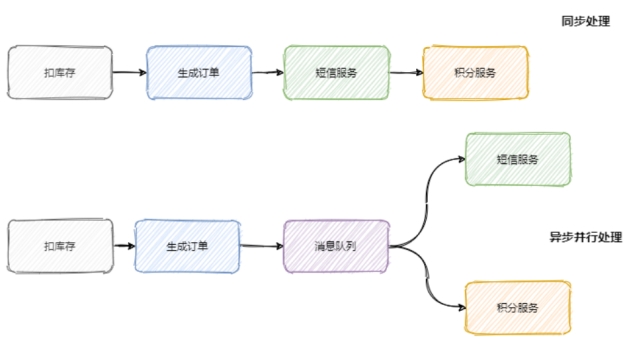 同步处理
扣库存
生成订单
短信服务
积分服务
短信服务
扣库存
生成订单
消息队列
异步并行处理
积分服务